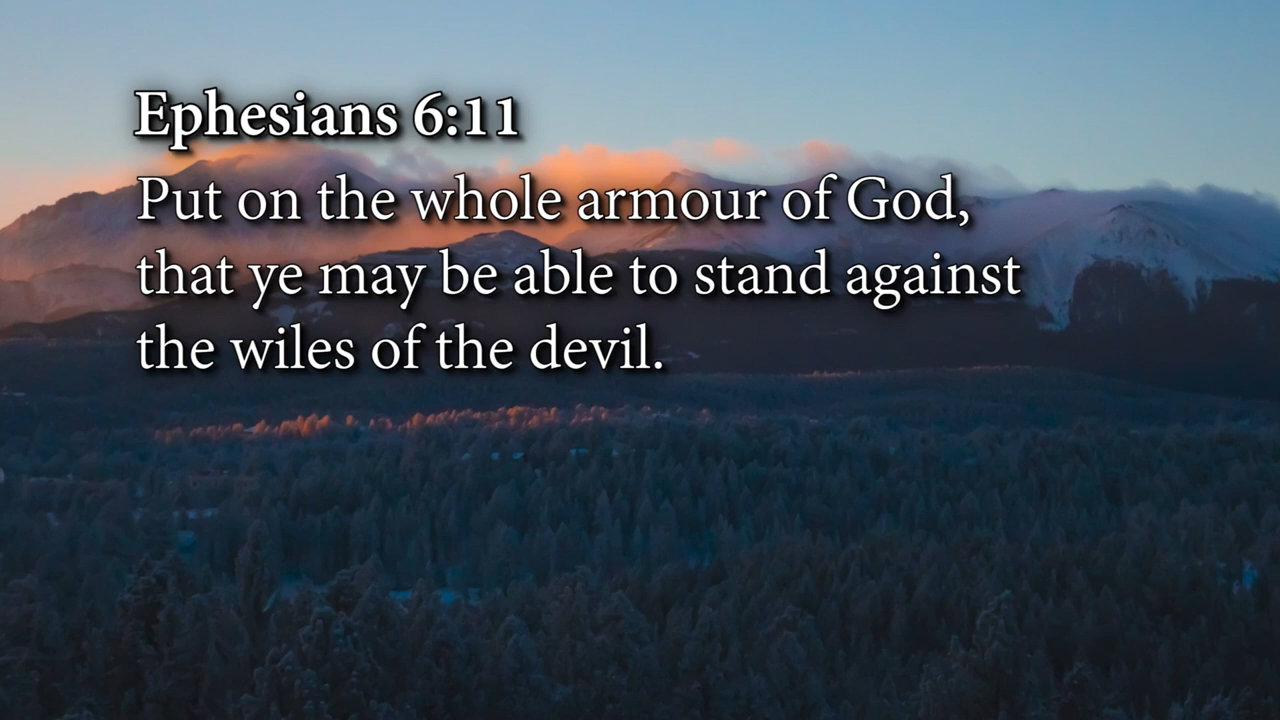 Ephesians 6:11
Put on the whole armour of God,
that ye may be able to stand against
the wiles of the devil.